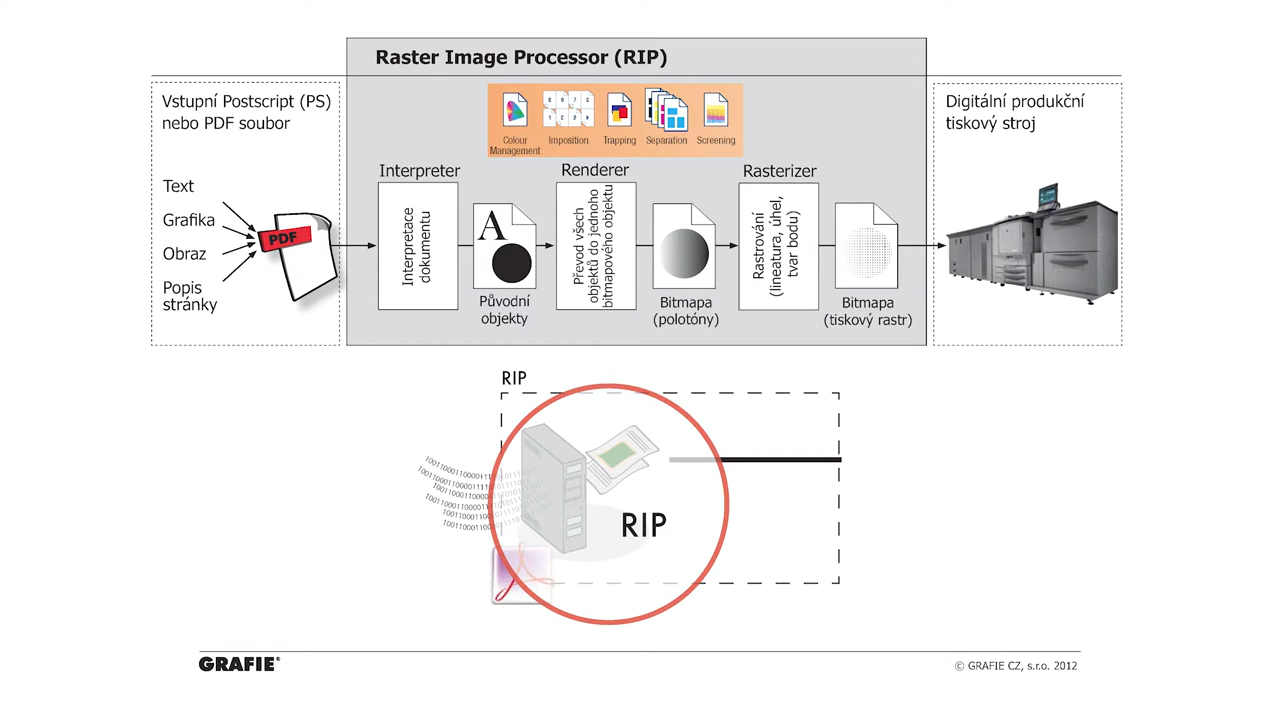 Raster Image Processor (RIP)
Vstupní Postscript (PS)
nebo PDF soubor
Digitální produkční
tiskový stroj
Colour
Management
Imposition
Trapping
Separation
Screening
Interpreter
Renderer
Rasterizer
Text
Grafika
Obraz
Popis
stránky
PDF
Interpretace
dokumentu
A
Původní
objekty
Převod všech
objektů do jednoho
bitmapového objektu
Bitmapa
(polotóny)
Rastrování
(lineatura, úhel,
tvar bodu)
Bitmapa
(tiskový rastr)
RIP
RIP
GRAFIE®
© GRAFIE CZ, s.r.o. 2012